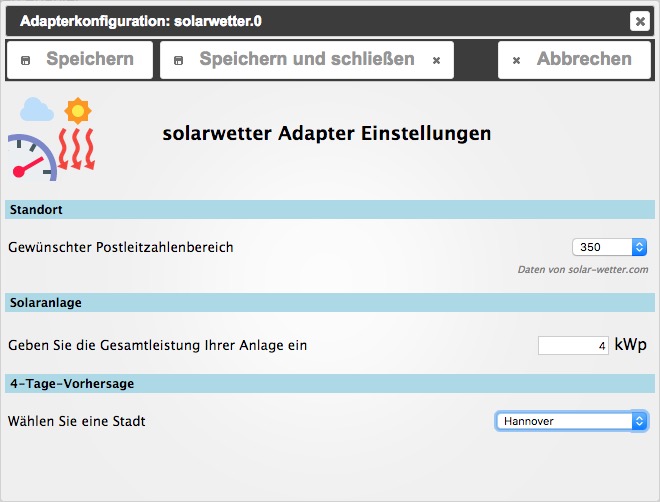 Adapterkonfiguration: solarwetter.0
Speichern Speichern und schließen Abbrechen
solarwetter Adapter Einstellungen
Standort
Gewünschter Postleitzahlenbereich 350
Daten von solar-wetter.com
Solaranlage
Geben Sie die Gesamtleistung Ihrer Anlage ein 4 kWp
4-Tage-Vorhersage
Wählen Sie eine Stadt Hannover